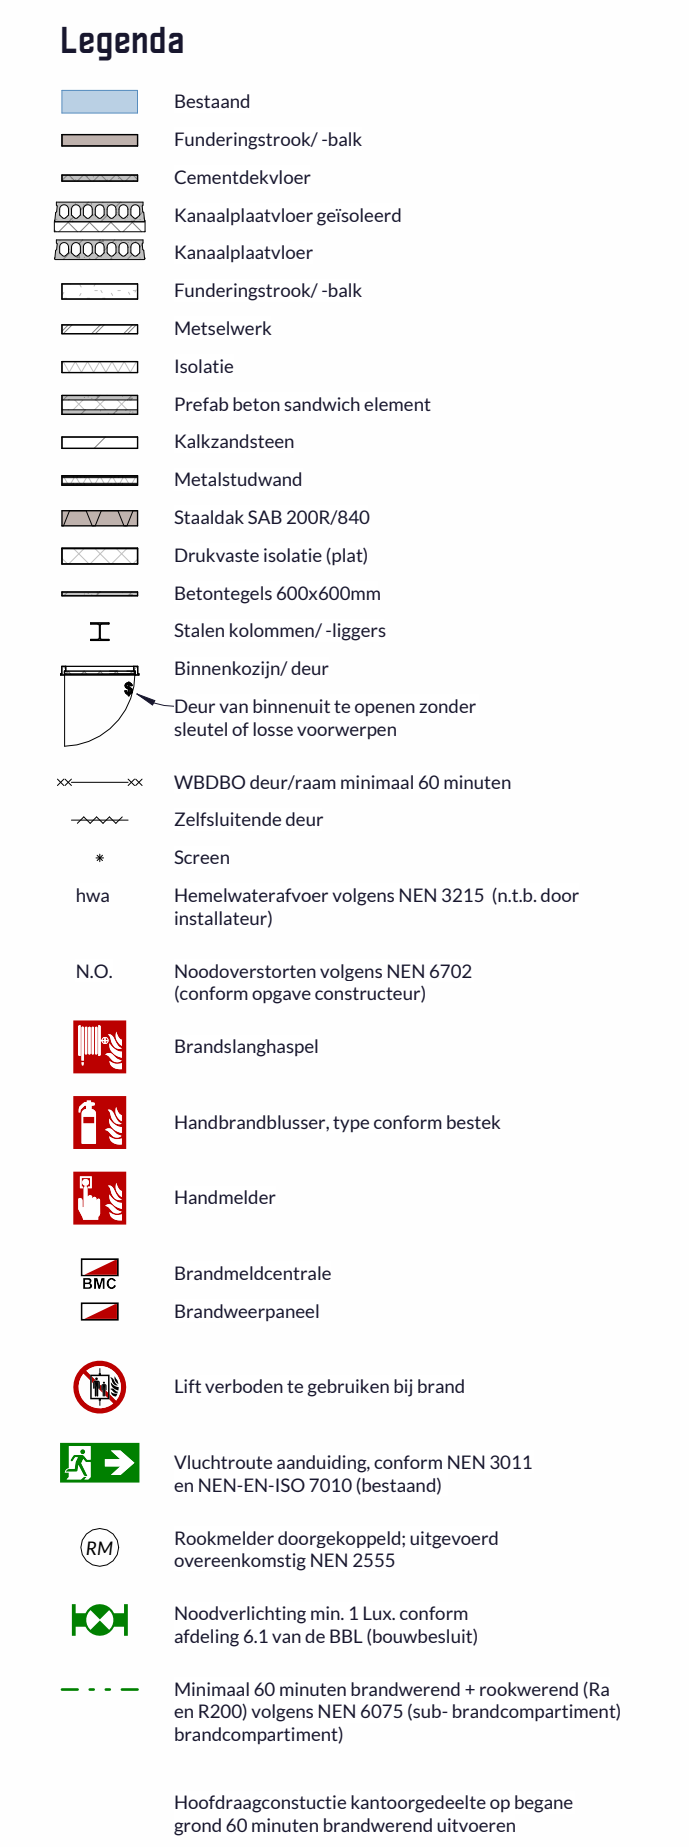 Legenda
Bestaand
Funderingstrook/ -balk
Cementdekvloer
Kanaalplaatvloer geïsoleerd
Kanaalplaatvloer
Funderingstrook/ -balk
Metselwerk
Isolatie
Prefab beton sandwich element
Kalkzandsteen
Metalstudwand
Staaldak SAB 200R/840
Drukvaste isolatie (plat)
Betontegels 600x600mm
Stalen kolommen/ -liggers
Binnenkozijn/ deur
S
Deur van binnenuit te openen zonder
sleutel of losse voorwerpen
WBDBO deur/raam minimaal 60 minuten
Zelfsluitende deur
Screen
hwa Hemelwaterafvoer volgens NEN 3215 (n.t.b. door
installateur)
N.O. Noodoverstorten volgens NEN 6702
(conform opgave constructeur)
Brandslanghaspel
Handbrandblusser, type conform bestek
Handmelder
BMC Brandmeldcentrale
Brandweerpaneel
Lift verboden te gebruiken bij brand
Vluchtroute aanduiding, conform NEN 3011
en NEN-EN-ISO 7010 (bestaand)
RM Rookmelder doorgekoppeld; uitgevoerd
overeenkomstig NEN 2555
Noodverlichting min. 1 Lux. conform
afdeling 6.1 van de BBL (bouwbesluit)
Minimaal 60 minuten brandwerend + rookwerend (Ra
en R200) volgens NEN 6075 (sub- brandcompartiment)
brandcompartiment)
Hoofdraagconstuctie kantoorgedeelte op begane
grond 60 minuten brandwerend uitvoeren